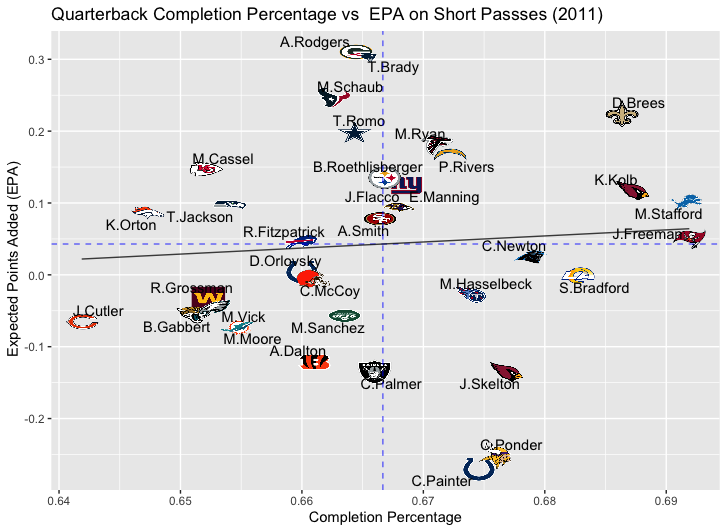 Quarterback Completion Percentage vs  EPA on Short Passses (2011)
A.Rodgers
T.Brady
M.Schaub
D.Brees
T.Romo
M.Ryan
M.Cassel
B.Roethlisberger
P.Rivers
K.Kolb
J.Flacco
E.Manning
M.Stafford
K.Orton
T.Jackson
R.Fitzpatrick
A.Smith
J.Freeman
C.Newton
D.Orlovsky
R.Grossman
C.McCoy
M.Hasselbeck
S.Bradford
J.Cutler
M.Vick
B.Gabbert
M.Sanchez
M.Moore
A.Dalton
C.Palmer
J.Skelton
C.Ponder
C.Painter
Expected Points Added (EPA)
0.3
0.2
0.1
0.0
-0.1
-0.2
0.64
0.65
0.66
0.67
0.68
0.69
Completion Percentage